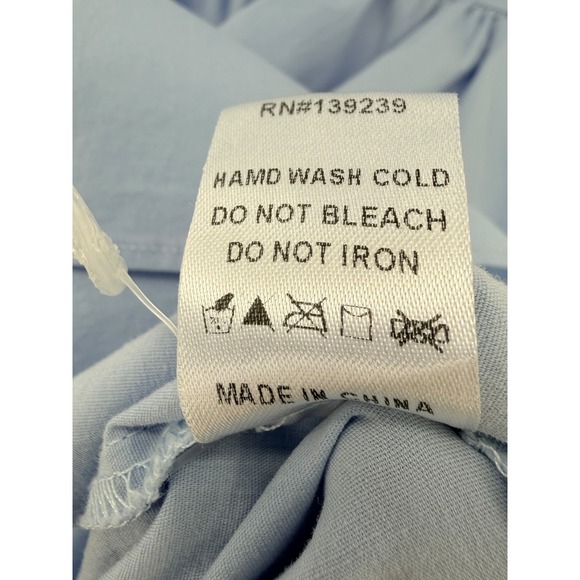 RN#139239
HAMD WASH COLD
DO NOT BLEACH
DO NOT IRON
MADE IN CHINA